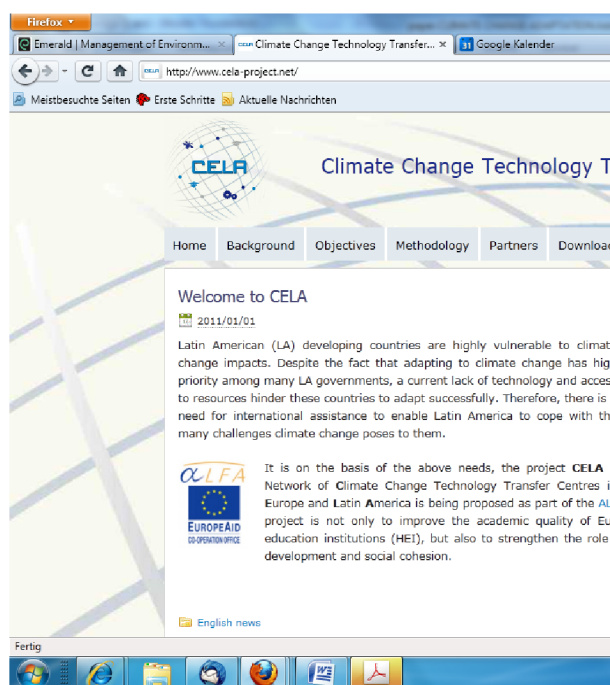 Firefox
Emerald | Management of Environm... × Climate Change Technology Transfer... × 31 Google Kalender
CELA http://www.cela-project.net/
Meistbesuchte Seiten Erste Schritte Aktuelle Nachrichten
CELA
Climate Change Technology T
Home Background Objectives Methodology Partners Downloa
Welcome to CELA
2011/01/01
Latin American (LA) developing countries are highly vulnerable to climat
change impacts. Despite the fact that adapting to climate change has hig
priority among many LA governments, a current lack of technology and acces
to resources hinder these countries to adapt successfully. Therefore, there is
need for international assistance to enable Latin America to cope with th
many challenges climate change poses to them.
αLFA
EUROPEAID
CO-OPERATION OFFICE
It is on the basis of the above needs, the project CELA
Network of Climate Change Technology Transfer Centres i
Europe and Latin America is being proposed as part of the AL
project is not only to improve the academic quality of Eu
education institutions (HEI), but also to strengthen the role
development and social cohesion.
English news
Fertig